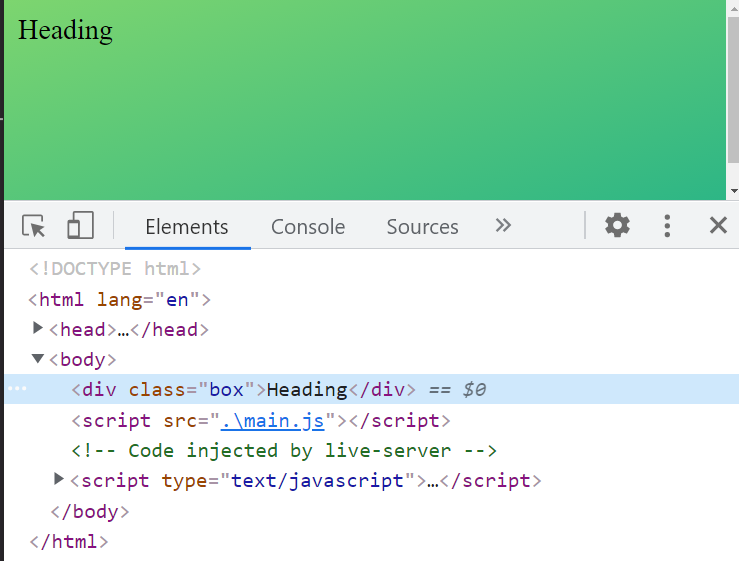 Heading
Elements Console Sources »
<!DOCTYPE html>
<html lang="en">
▶<head>…</head>
▼<body>
<div class="box">Heading</div> == $0
<script src=".\main.js"></script>
<!-- Code injected by live-server -->
▶<script type="text/javascript">…</script>
</body>
</html>